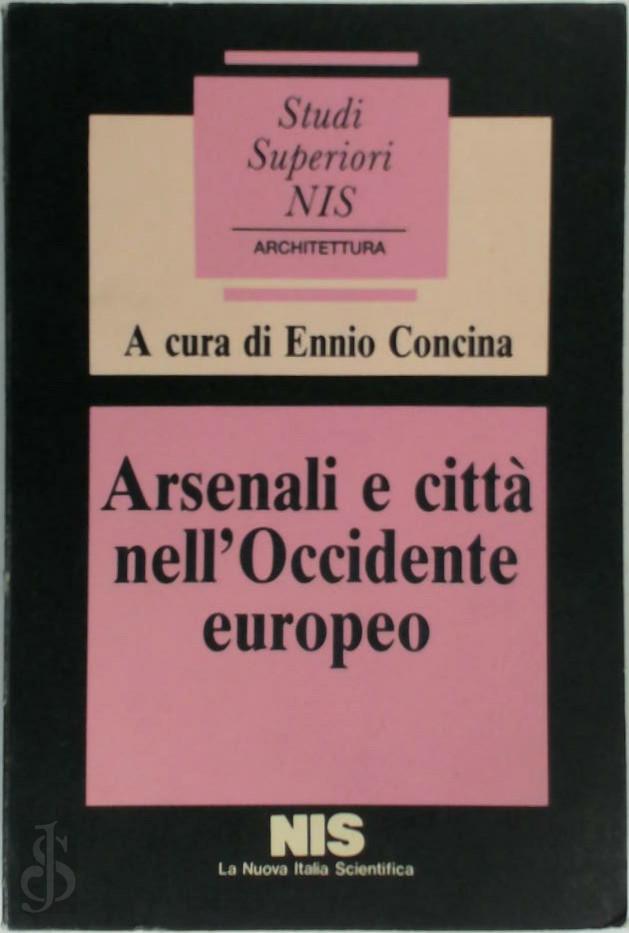 Studi
Superiori
NIS
ARCHITETTURA
A cura di Ennio Concina
Arsenali e città
nell'Occidente
europeo
NIS
La Nuova Italia Scientifica